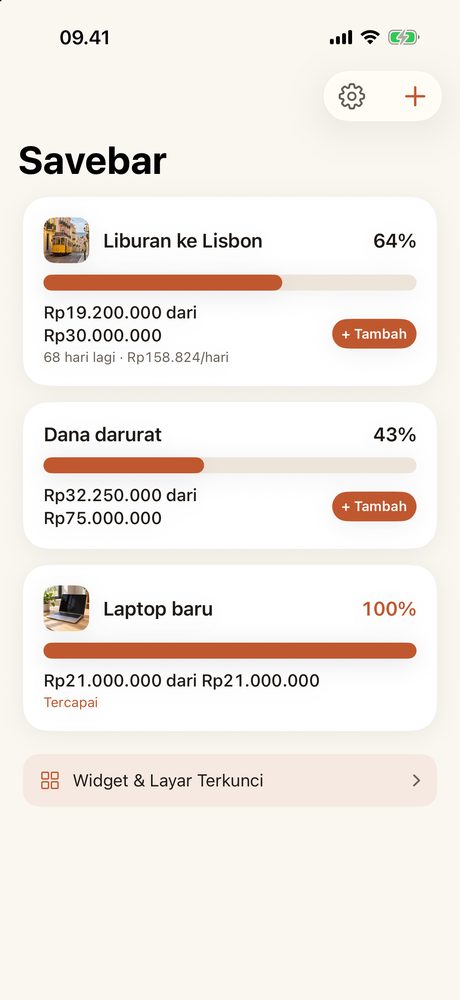 09.41
Savebar
Liburan ke Lisbon
64%
Rp19.200.000 dari
Rp30.000.000
68 hari lagi · Rp158.824/hari
+ Tambah
Dana darurat
43%
Rp32.250.000 dari
Rp75.000.000
+ Tambah
Laptop baru
100%
Rp21.000.000 dari Rp21.000.000
Tercapai
Widget & Layar Terkunci